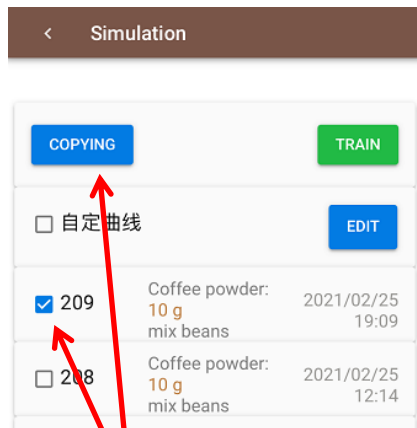 Simulation
COPYING TRAIN
自定曲线 EDIT
209 Coffee powder: 10 g mix beans 2021/02/25 19:09
208 Coffee powder: 10 g mix beans 2021/02/25 12:14